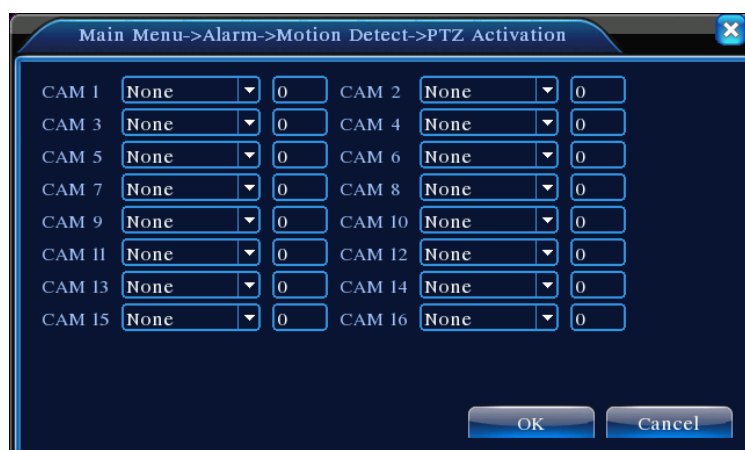 Main Menu->Alarm->Motion Detect->PTZ Activation
CAM 1 None 0 CAM 2 None 0
CAM 3 None 0 CAM 4 None 0
CAM 5 None 0 CAM 6 None 0
CAM 7 None 0 CAM 8 None 0
CAM 9 None 0 CAM 10 None 0
CAM 11 None 0 CAM 12 None 0
CAM 13 None 0 CAM 14 None 0
CAM 15 None 0 CAM 16 None 0
OK Cancel